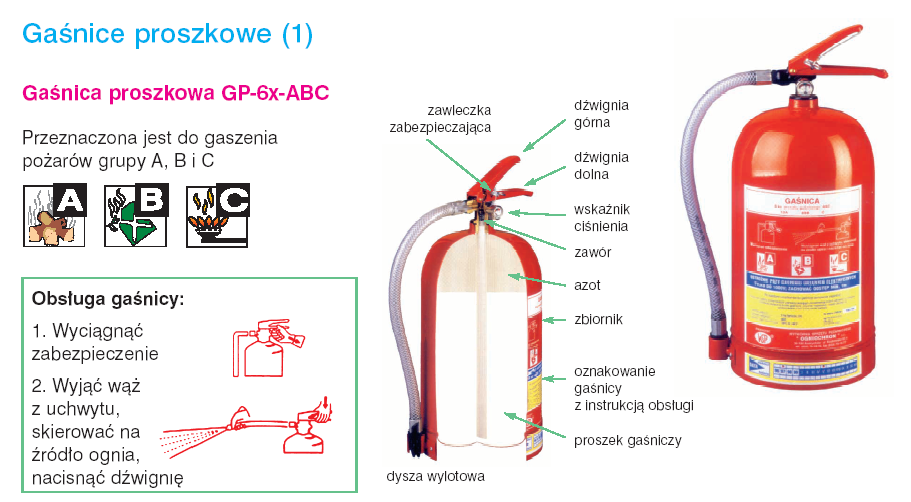 Gaśnice proszkowe (1)
Gaśnica proszkowa GP-6x-ABC
Przeznaczona jest do gaszenia
pożarów grupy A, B i C
A
B
C
Obsługa gaśnicy:
1. Wyciągnąć
zabezpieczenie
2. Wyjąć wąż
z uchwytu,
skierować na
źródło ognia,
nacisnąć dźwignię
zawleczka
zabezpieczająca
dźwignia
górna
dźwignia
dolna
wskaźnik
ciśnienia
zawór
azot
zbiornik
oznakowanie
gaśnicy
z instrukcją obsługi
proszek gaśniczy
dysza wylotowa
GAŚNICA
A
B
C